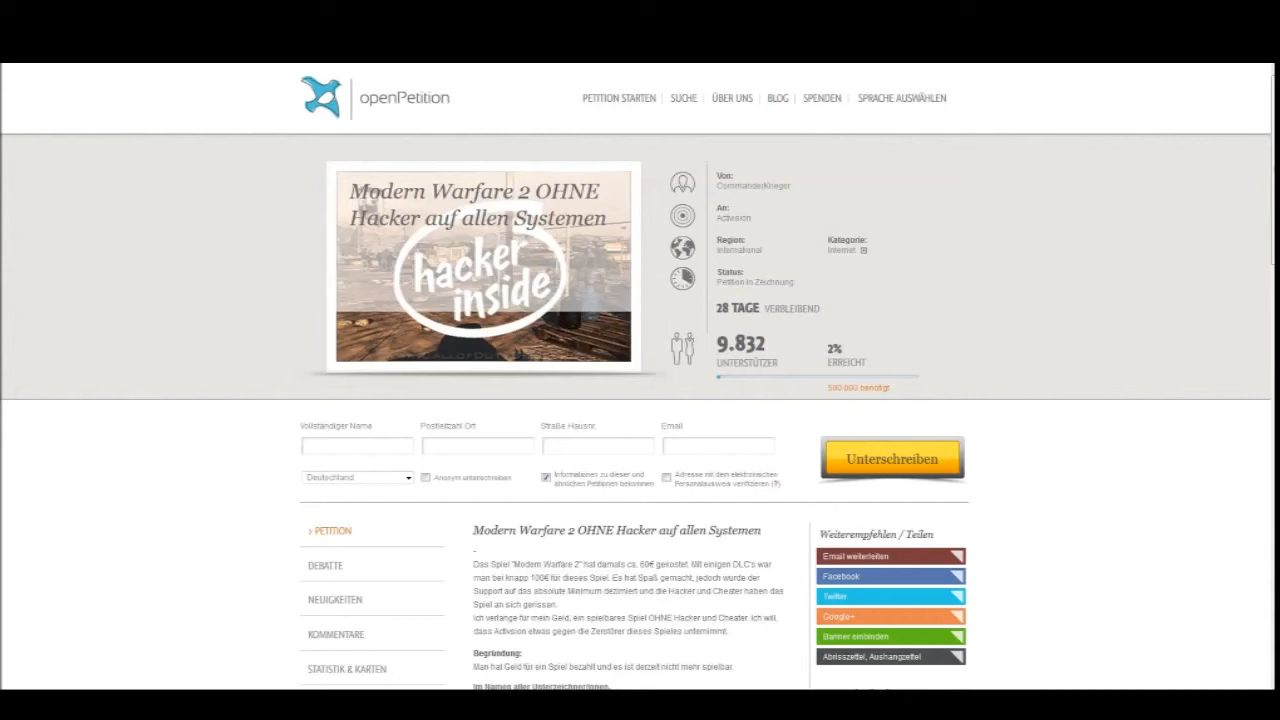 openPetition
PETITION STARTEN SUCHE ÜBER UNS BLOG SPENDEN SPRACHE AUSWÄHLEN
Modern Warfare 2 OHNE
Hacker auf allen Systemen
hacker
inside
Von:
CommanderKrieger
An:
Activision
Region: Kategorie:
International Internet
Status:
Petition in Zeichnung
28 TAGE VERBLEIBEND
9.832 2%
UNTERSTÜTZER ERREICHT
500.000 benötigt
Vollständiger Name Postleitzahl Ort Straße Hausnr. Email
Unterschreiben
Deutschland Anonym unterschreiben
Informationen zu dieser und Adresse mit dem elektronischen
ähnlichen Petitionen bekommen Personalausweis verifizieren (?)
> PETITION
DEBATTE
NEUIGKEITEN
KOMMENTARE
STATISTIK & KARTEN
Modern Warfare 2 OHNE Hacker auf allen Systemen
-
Das Spiel "Modern Warfare 2" hat damals ca. 60€ gekostet. Mit einigen DLC's war
man bei knapp 100€ für dieses Spiel. Es hat Spaß gemacht, jedoch wurde der
Support auf das absolute Minimum dezimiert und die Hacker und Cheater haben das
Spiel an sich gerissen.
Ich verlange für mein Geld, ein spielbares Spiel OHNE Hacker und Cheater. Ich will,
dass Activision etwas gegen die Zerstörer dieses Spieles unternimmt.
Begründung:
Man hat Geld für ein Spiel bezahlt und es ist derzeit nicht mehr spielbar.
Im Namen aller Unterzeichner/innen.
Weiterempfehlen / Teilen
Email weiterleiten
Facebook
Twitter
Google+
Banner einbinden
Abrisszettel, Aushangzettel